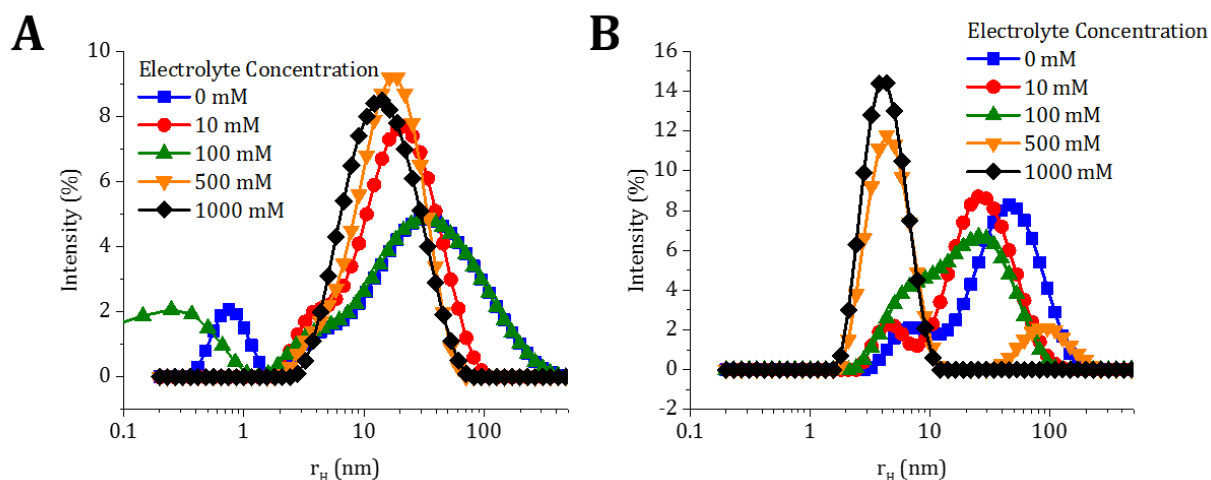 A
Electrolyte Concentration
0 mM
10 mM
100 mM
500 mM
1000 mM
Intensity (%)
10
8
6
4
2
0
0.1 1 10 100
r_H (nm)
B
Electrolyte Concentration
0 mM
10 mM
100 mM
500 mM
1000 mM
Intensity (%)
16
14
12
10
8
6
4
2
0
-2
0.1 1 10 100
r_H (nm)